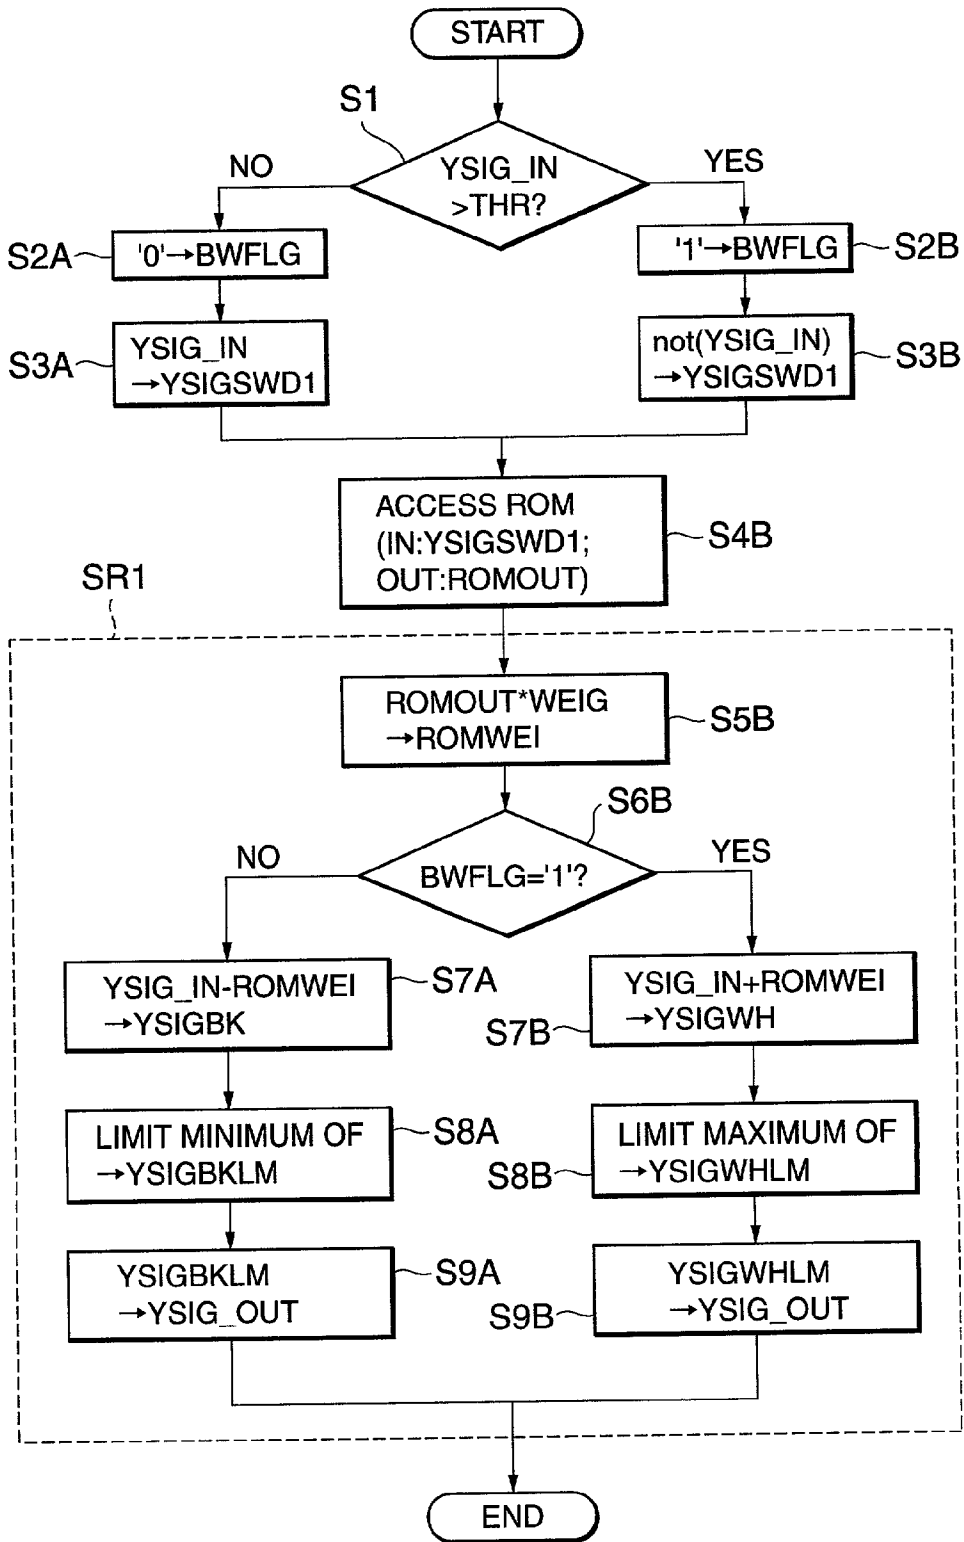 START
S1
YSIG_IN
>THR?
NO
YES
S2A
'0'→BWFLG
'1'→BWFLG
S2B
S3A
YSIG_IN
→YSIGSWD1
not(YSIG_IN)
→YSIGSWD1
S3B
ACCESS ROM
(IN:YSIGSWD1;
OUT:ROMOUT)
S4B
SR1
ROMOUT*WEIG
→ROMWEI
S5B
S6B
BWFLG='1'?
NO
YES
YSIG_IN-ROMWEI
→YSIGBK
S7A
YSIG_IN+ROMWEI
→YSIGWH
S7B
LIMIT MINIMUM OF
→YSIGBKLM
S8A
LIMIT MAXIMUM OF
→YSIGWHLM
S8B
YSIGBKLM
→YSIG_OUT
S9A
YSIGWHLM
→YSIG_OUT
S9B
END